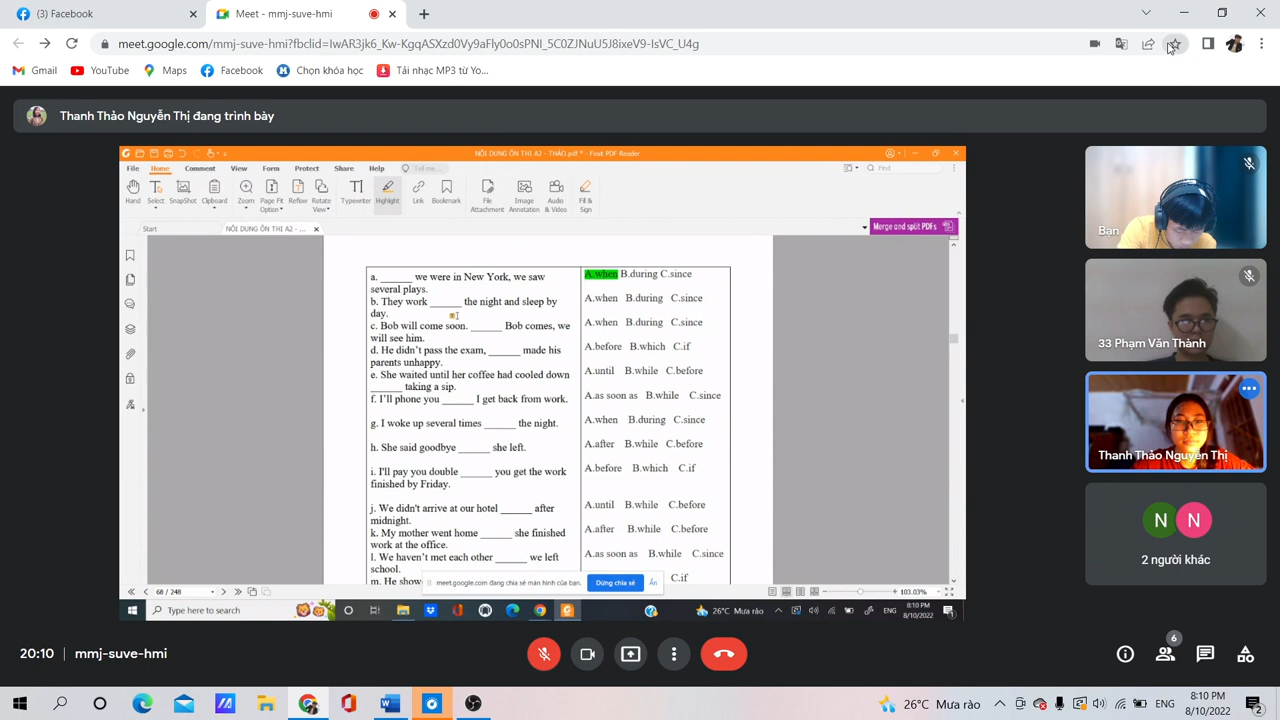 (3) Facebook
Meet - mmj-suve-hmi
meet.google.com/mmj-suve-hmi?fbclid=IwAR3jk6_Kw-KgqASXzd0Vy9aFly0o0sPNI_5C0ZJNuU5J8ixeV9-IsVC_U4g
Gmail YouTube Maps Facebook Chọn khóa học Tải nhạc MP3 từ Yo...
Thanh Thảo Nguyễn Thị đang trình bày
NỘI DUNG ÔN THI A2 - THẢO.pdf * - Foxit PDF Reader
File Home Comment View Form Protect Share Help Tell me... Find
Hand Select SnapShot Clipboard Zoom Page Fit Option Reflow Rotate View Typewriter Highlight Link Bookmark File Attachment Image Annotation Audio & Video Fill & Sign
Start NỘI DUNG ÔN THI A2 - ... Merge and split PDFs
a. ______ we were in New York, we saw
several plays.
A.when B.during C.since
b. They work ______ the night and sleep by
day.
A.when B.during C.since
c. Bob will come soon. ______ Bob comes, we
will see him.
A.when B.during C.since
d. He didn't pass the exam, ______ made his
parents unhappy.
A.before B.which C.if
e. She waited until her coffee had cooled down
______ taking a sip.
A.until B.while C.before
f. I'll phone you ______ I get back from work.
A.as soon as B.while C.since
g. I woke up several times ______ the night.
A.when B.during C.since
h. She said goodbye ______ she left.
A.after B.while C.before
i. I'll pay you double ______ you get the work
finished by Friday.
A.before B.which C.if
j. We didn't arrive at our hotel ______ after
midnight.
A.until B.while C.before
k. My mother went home ______ she finished
work at the office.
A.after B.while C.before
l. We haven't met each other ______ we left
school.
A.as soon as B.while C.since
m. He show
C.if
meet.google.com đang chia sẻ màn hình của bạn. Dừng chia sẻ Ẩn
68 / 248
103.03%
Type here to search
26°C Mưa rào
ENG
8:10 PM
8/10/2022
Bạn
33 Phạm Văn Thành
Thanh Thảo Nguyễn Thị
N N
2 người khác
20:10 | mmj-suve-hmi
6
26°C Mưa rào
ENG
8:10 PM
8/10/2022
2